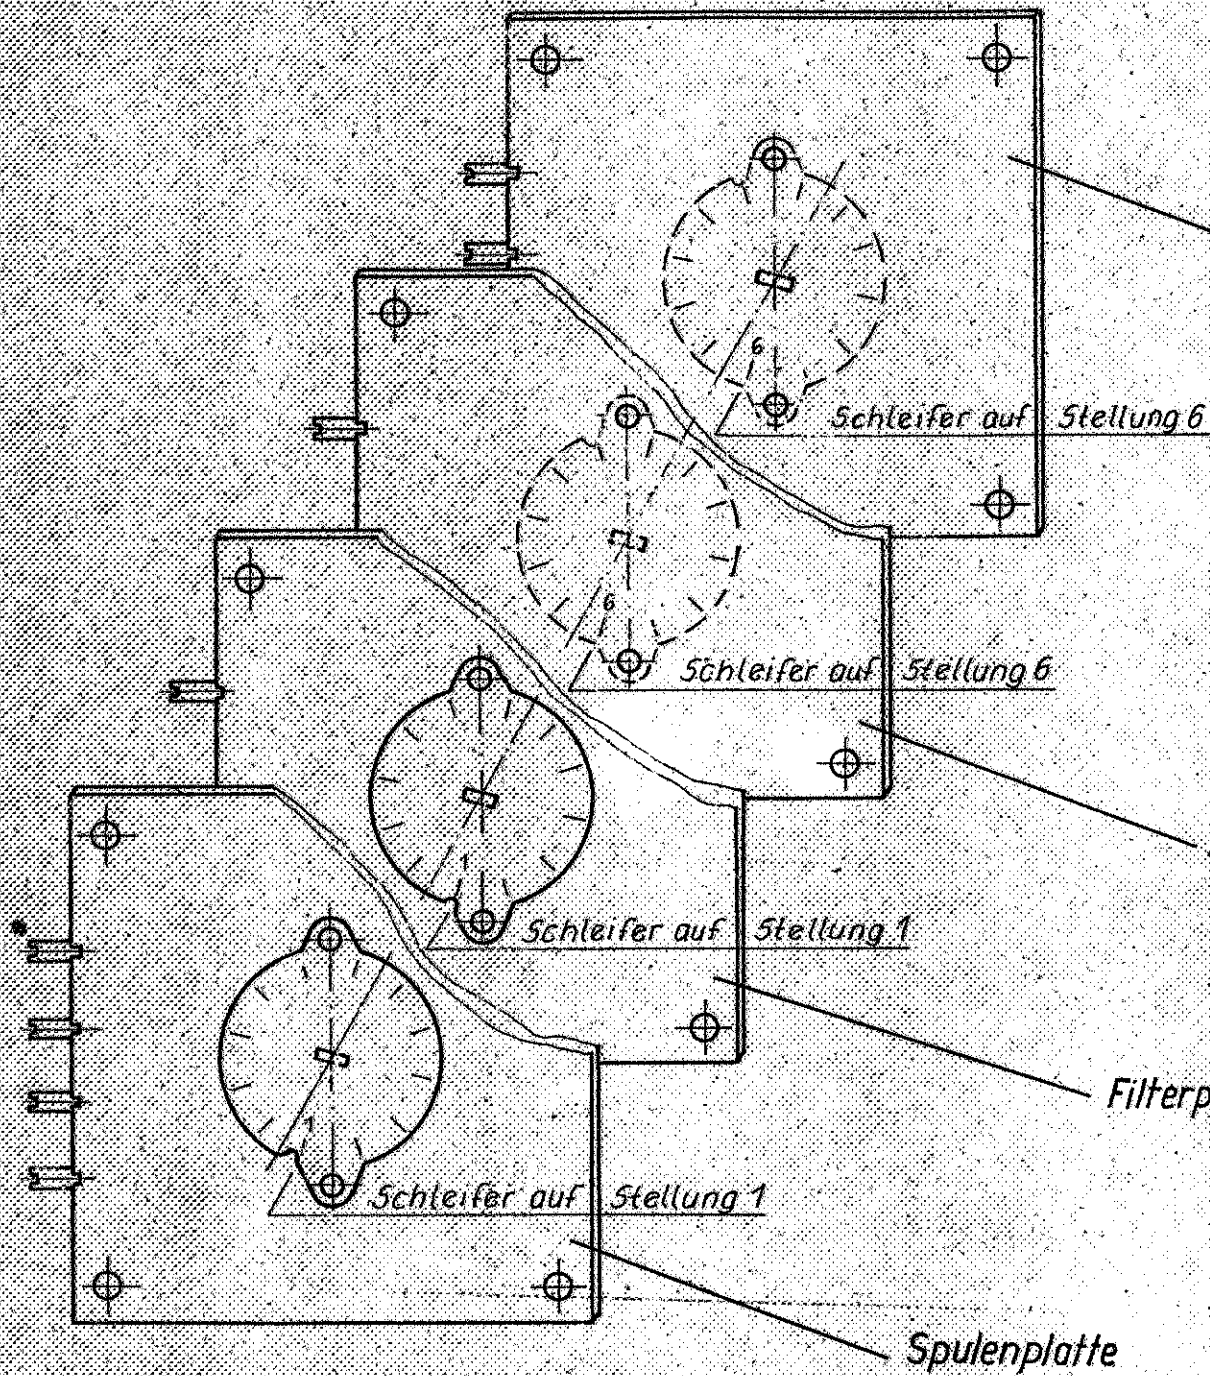 6
Schleifer auf Stellung 6
6
Schleifer auf Stellung 6
1
Schleifer auf Stellung 1
Filterp
1
Schleifer auf Stellung 1
Spulenplatte